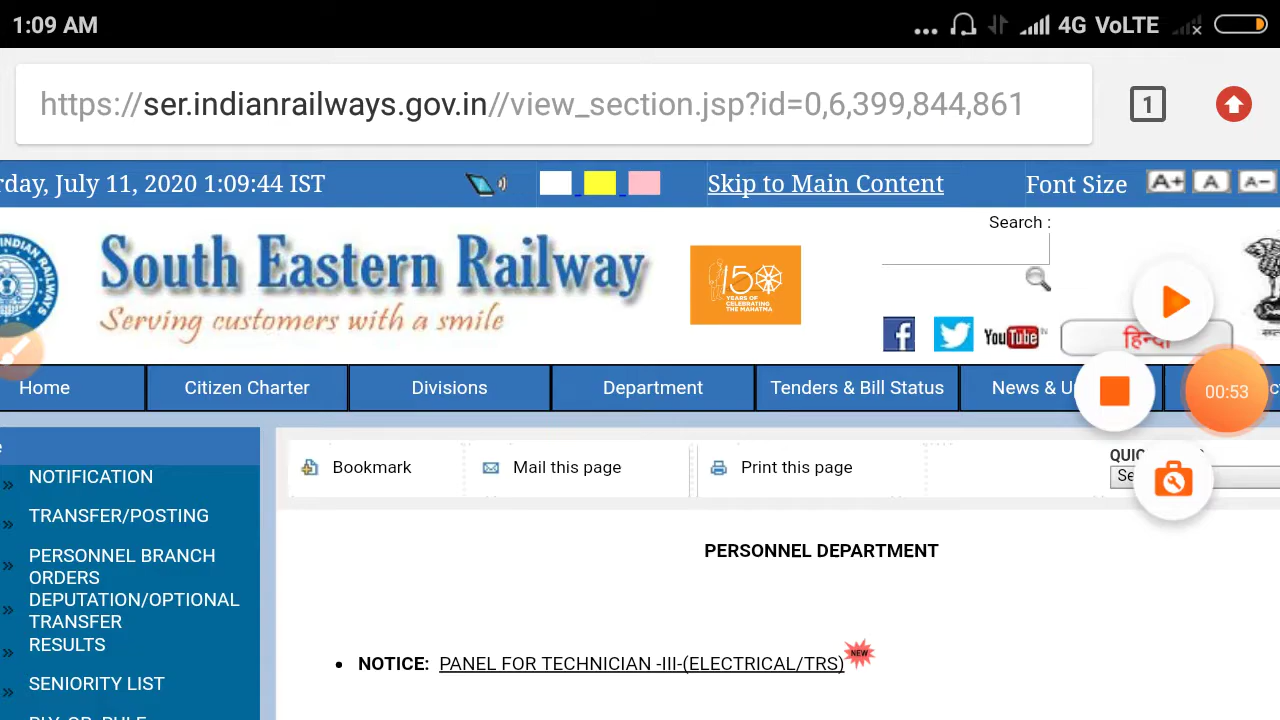 1:09 AM
4G VoLTE
https://ser.indianrailways.gov.in//view_section.jsp?id=0,6,399,844,861
1
rday, July 11, 2020 1:09:44 IST
Skip to Main Content
Font Size
A+ A A-
INDIAN
RAILWAYS
South Eastern Railway
Serving customers with a smile
150
YEARS OF
CELEBRATING
THE MAHATMA
Search :
You Tube
हिन्दी
Home
Citizen Charter
Divisions
Department
Tenders & Bill Status
News & U
00:53
NOTIFICATION
TRANSFER/POSTING
PERSONNEL BRANCH
ORDERS
DEPUTATION/OPTIONAL
TRANSFER
RESULTS
SENIORITY LIST
Bookmark
Mail this page
Print this page
QUIC
Se
PERSONNEL DEPARTMENT
• NOTICE: PANEL FOR TECHNICIAN -III-(ELECTRICAL/TRS)
NEW